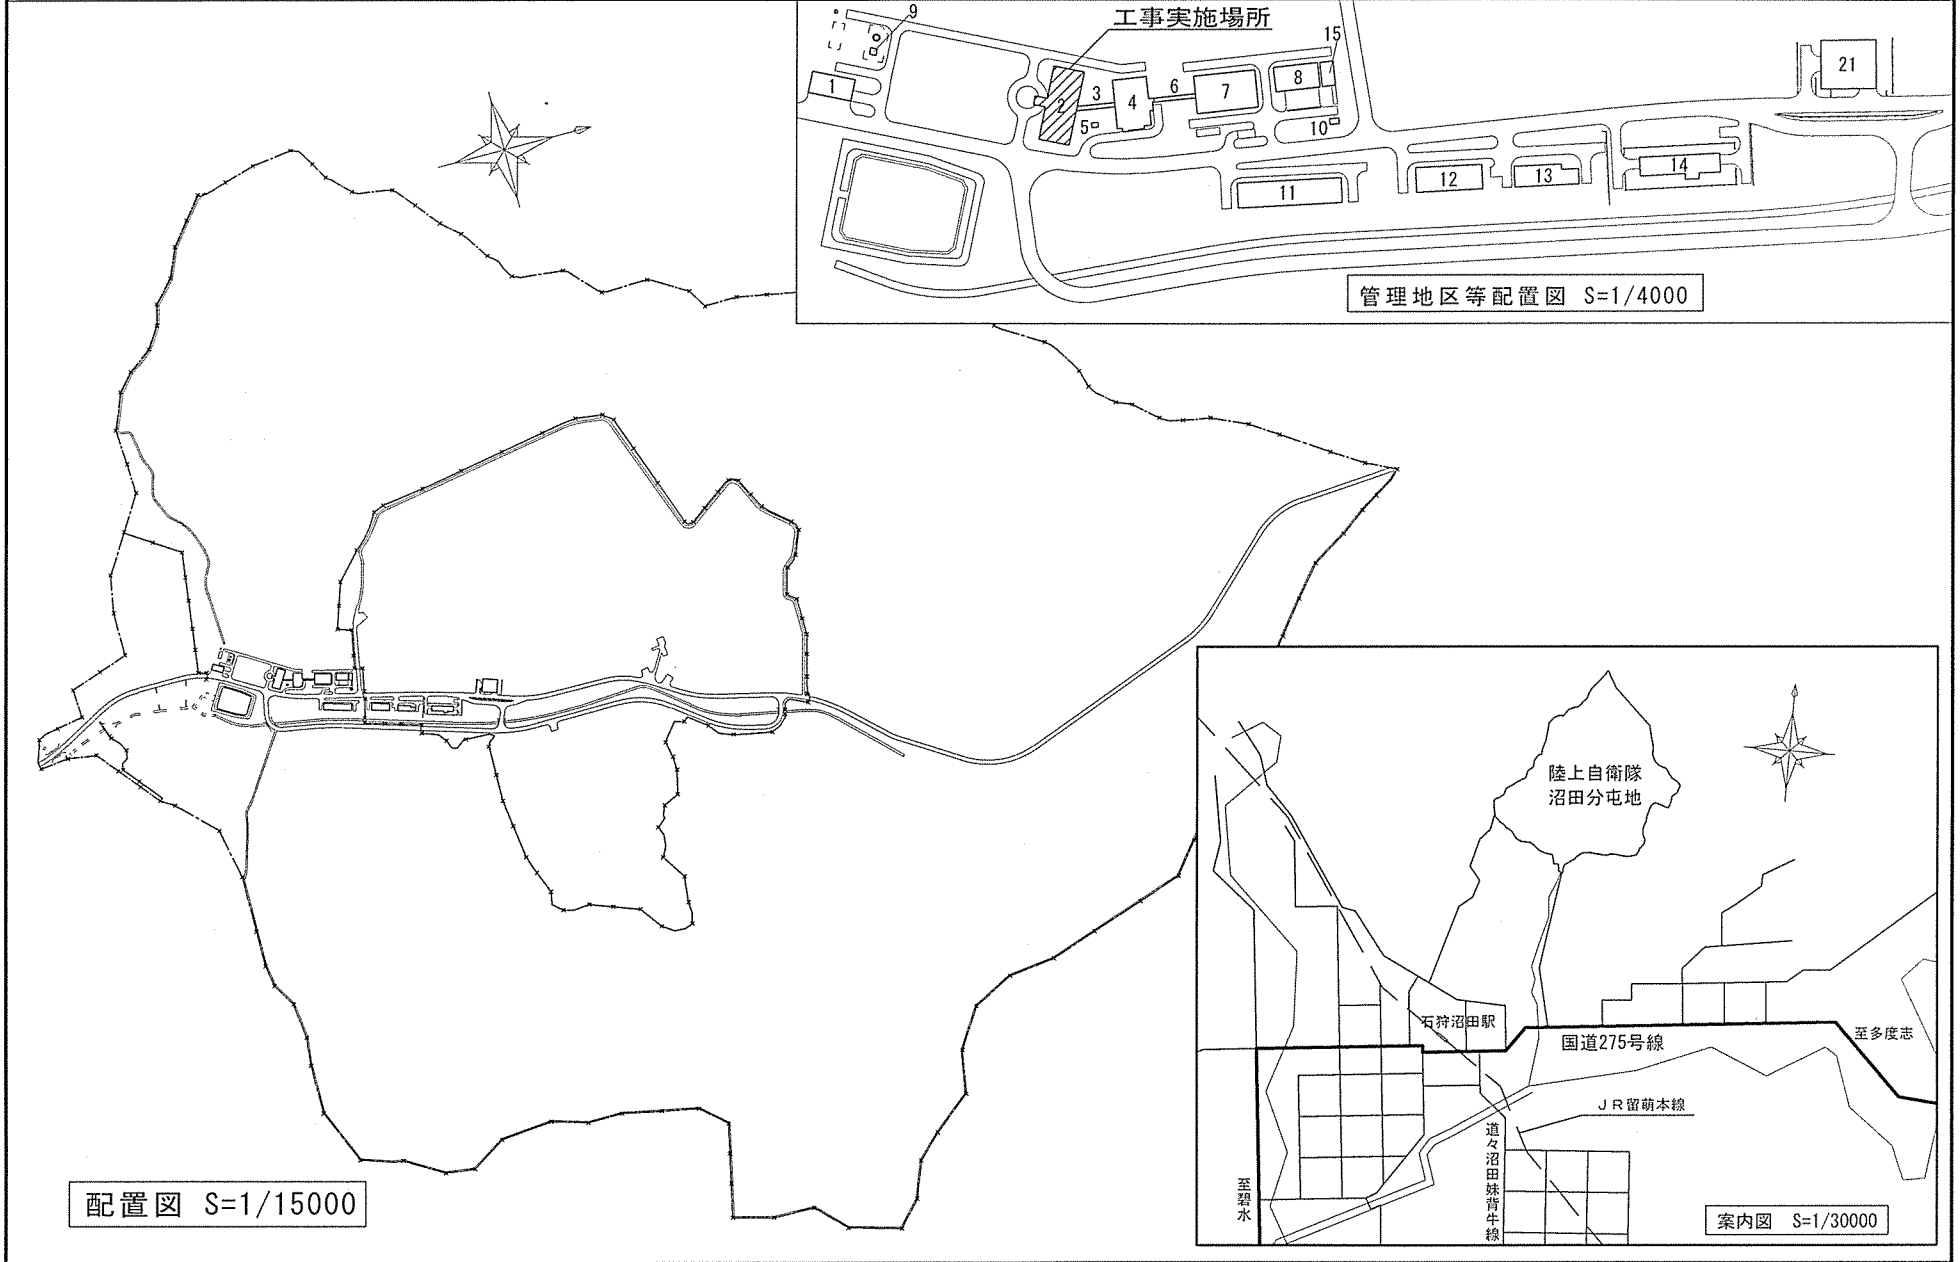 工事実施場所
9
15
1
2
3
4
5
6
7
8
10
21
11
12
13
14
管理地区等配置図 S=1/4000
配置図 S=1/15000
陸上自衛隊
沼田分屯地
石狩沼田駅
国道275号線
至多度志
JR留萌本線
道々沼田妹背牛線
至碧水
案内図 S=1/30000